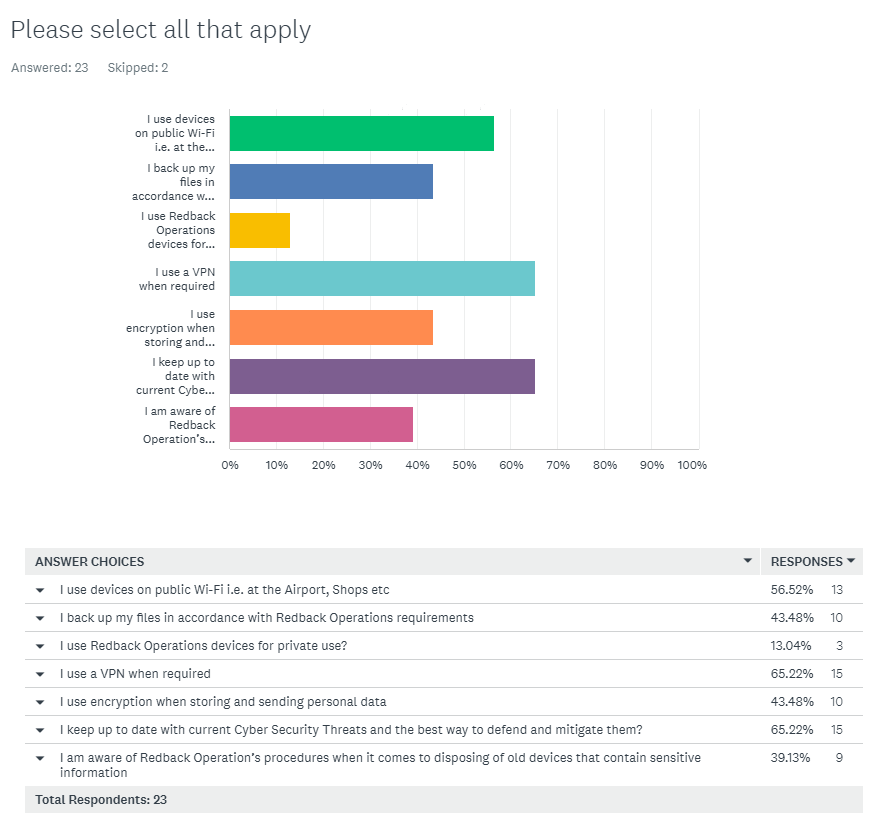 Please select all that apply
Answered: 23 Skipped: 2
I use devices
on public Wi-Fi
i.e. at the...
I back up my
files in
accordance w...
I use Redback
Operations
devices for...
I use a VPN
when required
I use
encryption when
storing and...
I keep up to
date with
current Cybe...
I am aware of
Redback
Operation's...
0% 10% 20% 30% 40% 50% 60% 70% 80% 90% 100%
ANSWER CHOICES RESPONSES
I use devices on public Wi-Fi i.e. at the Airport, Shops etc 56.52% 13
I back up my files in accordance with Redback Operations requirements 43.48% 10
I use Redback Operations devices for private use? 13.04% 3
I use a VPN when required 65.22% 15
I use encryption when storing and sending personal data 43.48% 10
I keep up to date with current Cyber Security Threats and the best way to defend and mitigate them? 65.22% 15
I am aware of Redback Operation's procedures when it comes to disposing of old devices that contain sensitive 39.13% 9
information
Total Respondents: 23